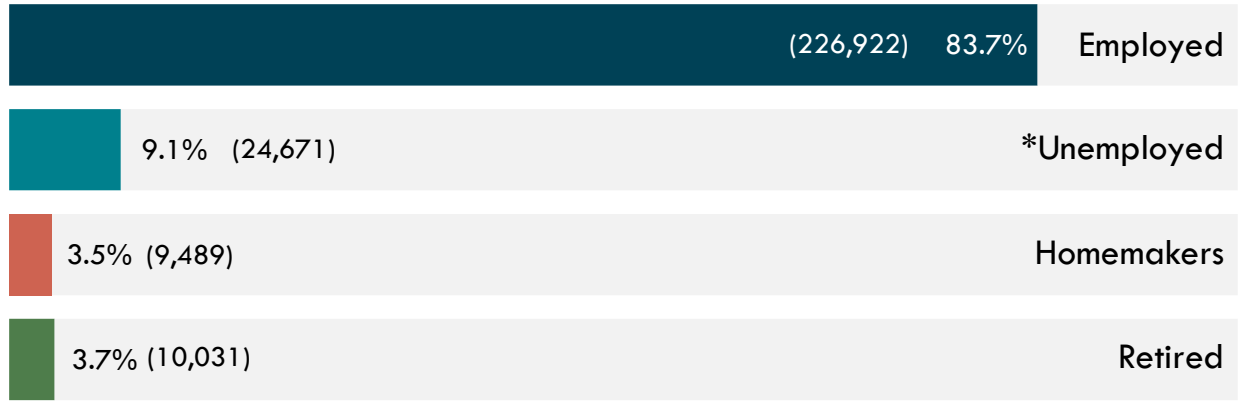 (226,922) 83.7% Employed
9.1% (24,671) *Unemployed
3.5% (9,489) Homemakers
3.7% (10,031) Retired